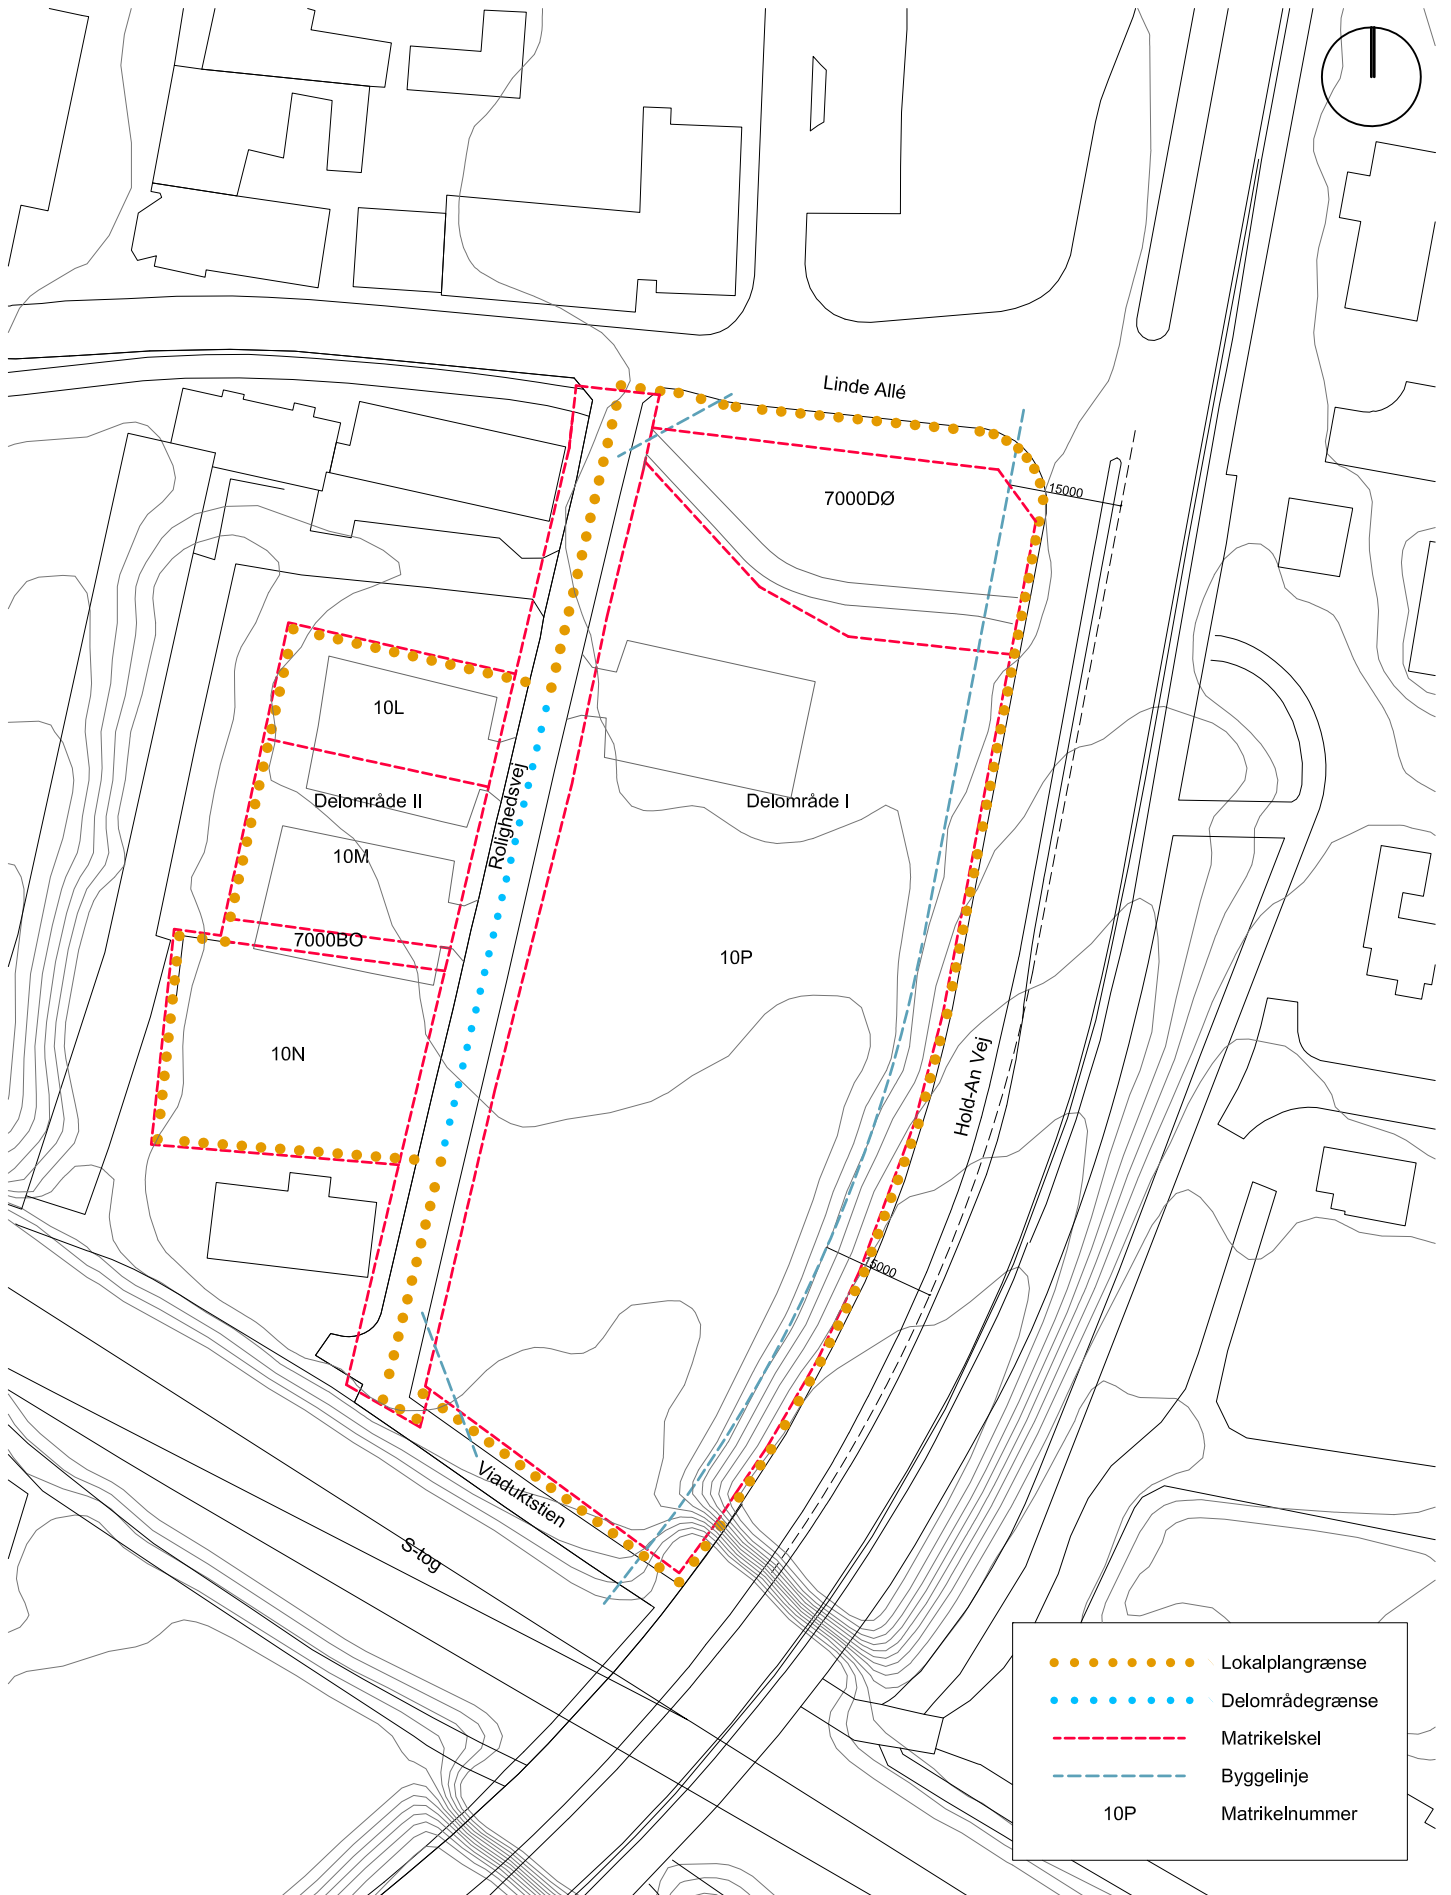 Linde Allé
15000
7000DØ
10L
Rolighedsvej
Delområde II
Delområde I
10M
7000BO
10P
10N
Hold-An Vej
15000
Viaduktstien
S-tog
Lokalplangrænse
Delområdegrænse
Matrikelskel
Byggelinje
10P Matrikelnummer